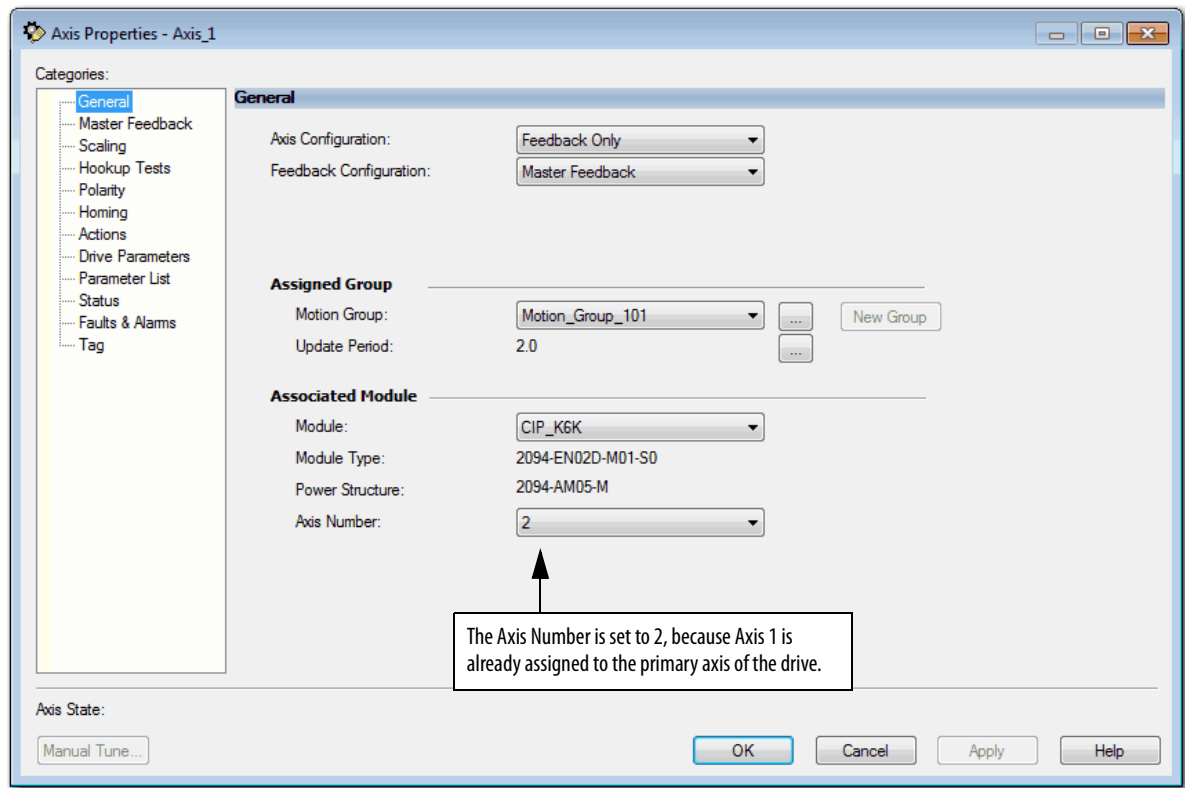 Axis Properties - Axis_1
Categories:
General
Master Feedback
Scaling
Hookup Tests
Polarity
Homing
Actions
Drive Parameters
Parameter List
Status
Faults & Alarms
Tag
General
Axis Configuration: Feedback Only
Feedback Configuration: Master Feedback
Assigned Group
Motion Group: Motion_Group_101 ... New Group
Update Period: 2.0 ...
Associated Module
Module: CIP_K6K
Module Type: 2094-EN02D-M01-S0
Power Structure: 2094-AM05-M
Axis Number: 2
The Axis Number is set to 2, because Axis 1 is
already assigned to the primary axis of the drive.
Axis State:
Manual Tune... OK Cancel Apply Help